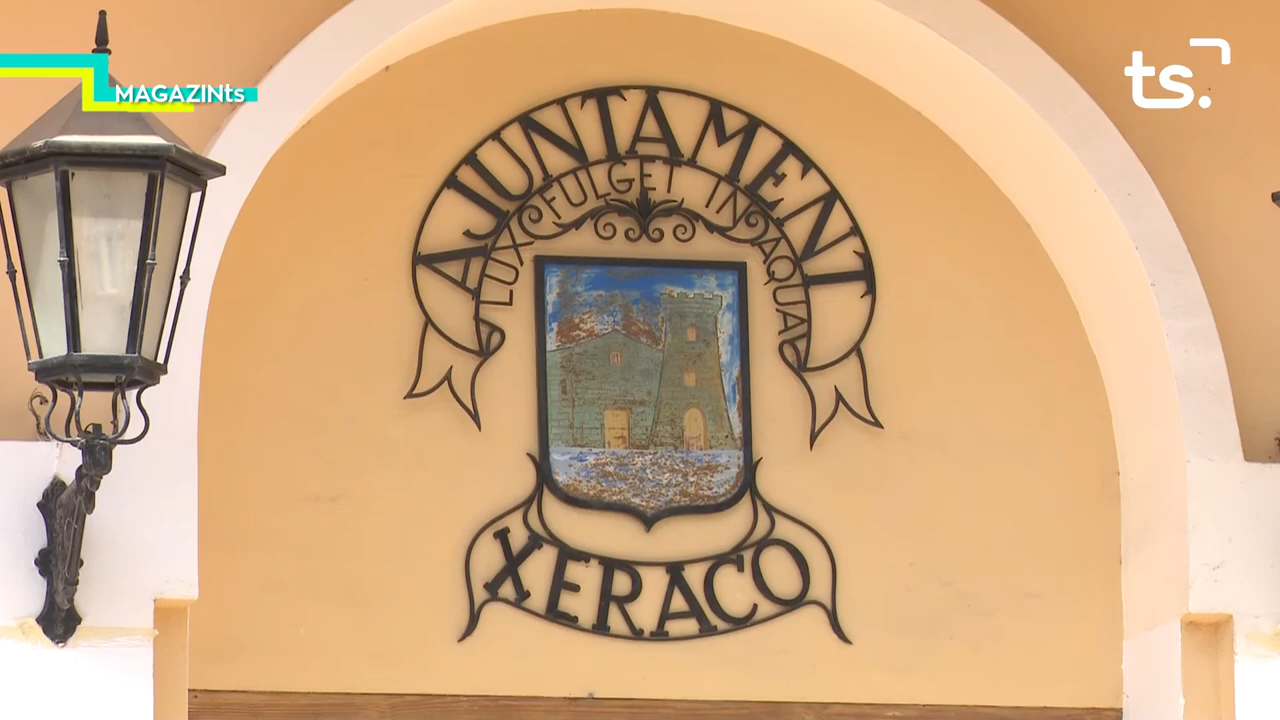 MAGAZINts
ts.
AJUNTAMENT
LUX FULGET IN AQUA
XERACO